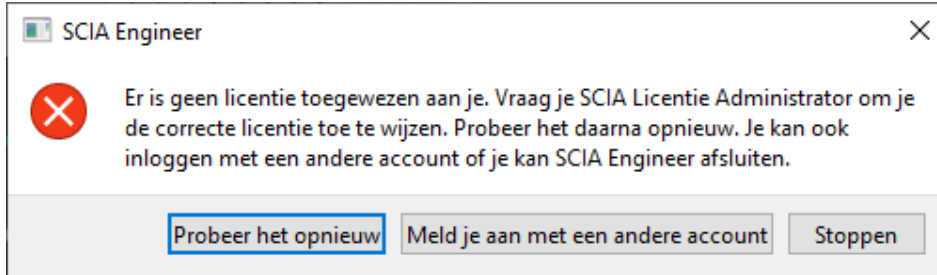 SCIA Engineer
Er is geen licentie toegewezen aan je. Vraag je SCIA Licentie Administrator om je
de correcte licentie toe te wijzen. Probeer het daarna opnieuw. Je kan ook
inloggen met een andere account of je kan SCIA Engineer afsluiten.
Probeer het opnieuw Meld je aan met een andere account Stoppen